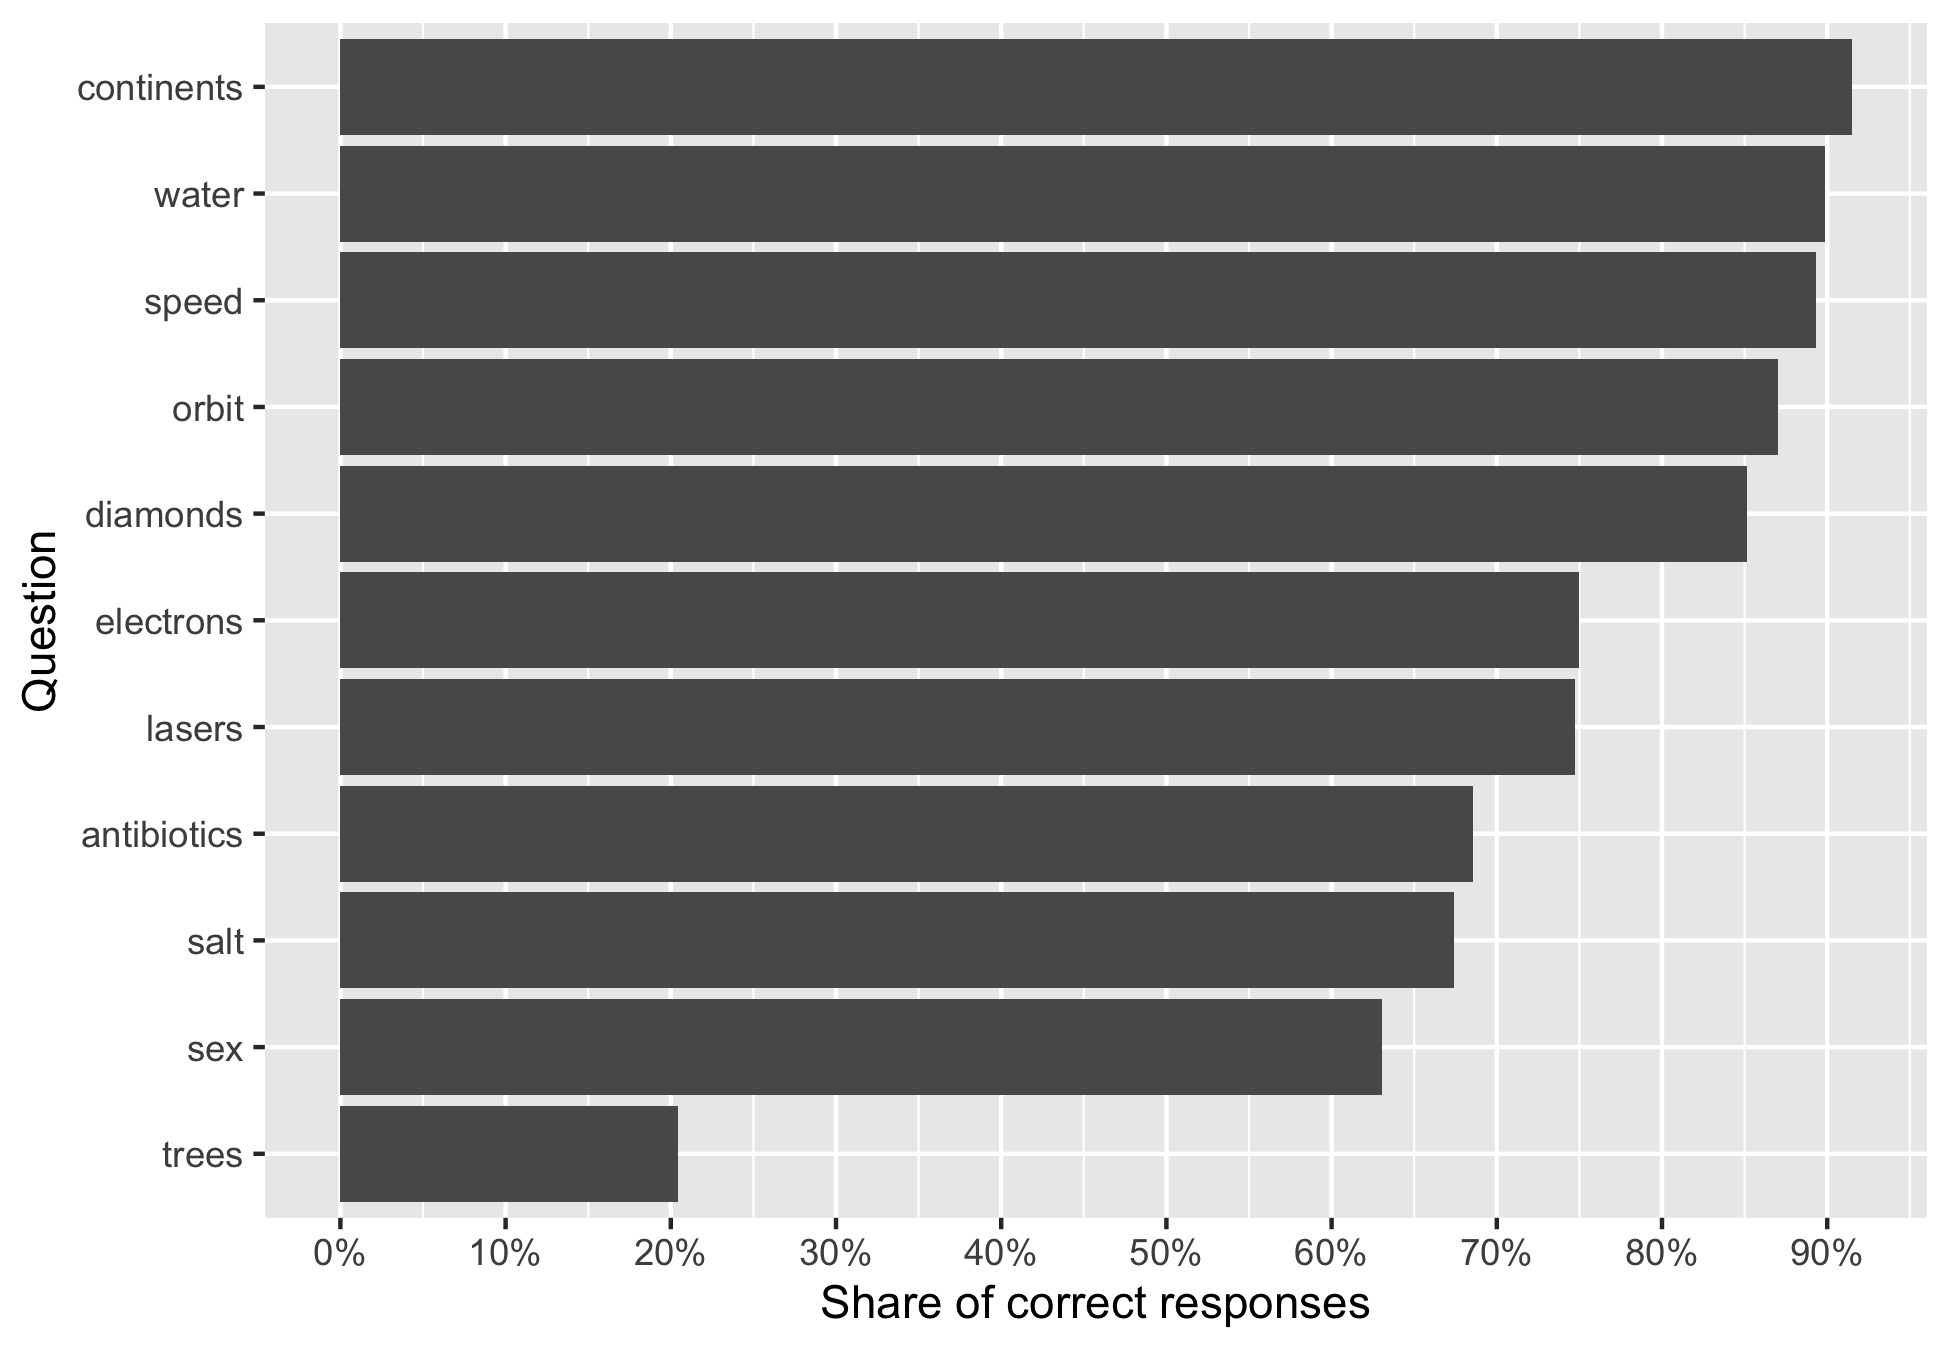 continents
water
speed
orbit
diamonds
electrons
lasers
antibiotics
salt
sex
trees
Question
0% 10% 20% 30% 40% 50% 60% 70% 80% 90%
Share of correct responses